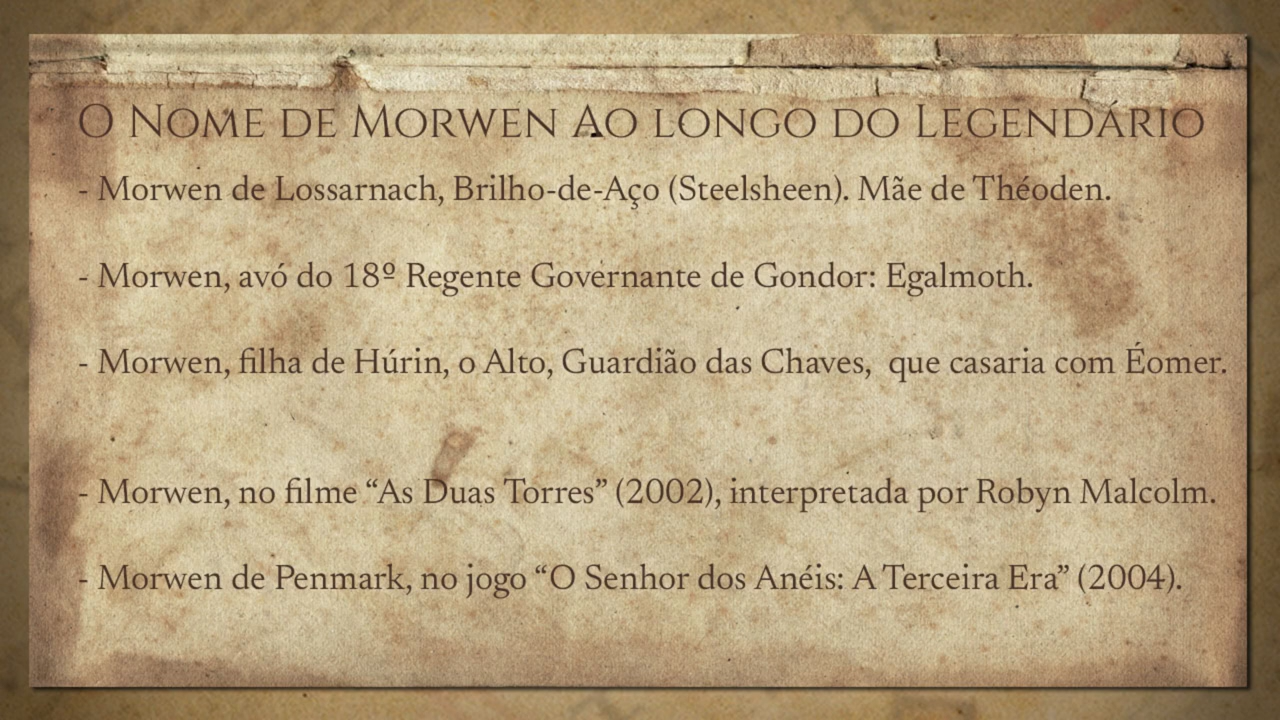 O Nome de Morwen Ao longo do Legendário
- Morwen de Lossarnach, Brilho-de-Aço (Steelsheen). Mãe de Théoden.
- Morwen, avó do 18º Regente Governante de Gondor: Egalmoth.
- Morwen, filha de Húrin, o Alto, Guardião das Chaves,  que casaria com Éomer.
- Morwen, no filme “As Duas Torres” (2002), interpretada por Robyn Malcolm.
- Morwen de Penmark, no jogo “O Senhor dos Anéis: A Terceira Era” (2004).